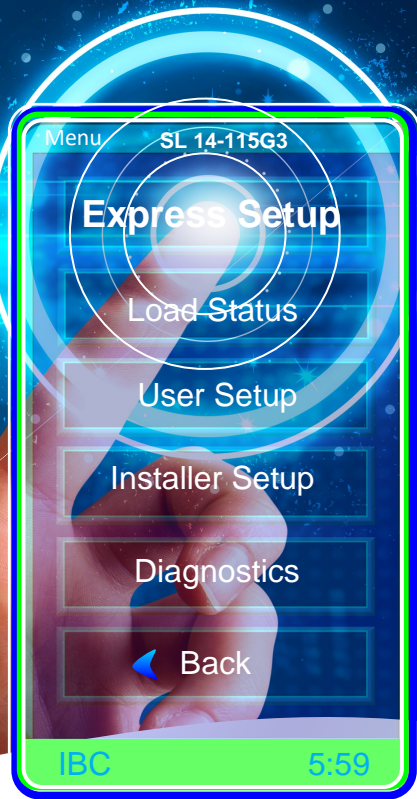 Menu SL 14-115G3
Express Setup
Load Status
User Setup
Installer Setup
Diagnostics
Back
IBC 5:59